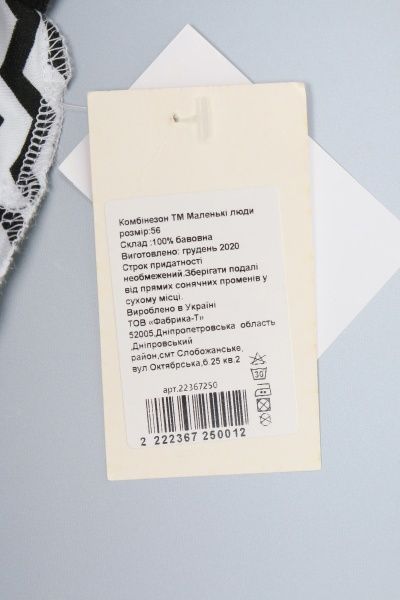 Комбінезон ТМ Маленькі люди
розмір:56
Склад :100% бавовна
Виготовлено: грудень 2020
Строк придатності
необмежений.Зберігати подалі
від прямих сонячних променів у
сухому місці.
Вироблено в Україні
ТОВ «Фабрика-Т»
52005,Дніпропетровська область
,Дніпровський
район,смт Слобожанське,
вул.Октябрська,б 25 кв.2
30
арт.22367250
2 222367 250012